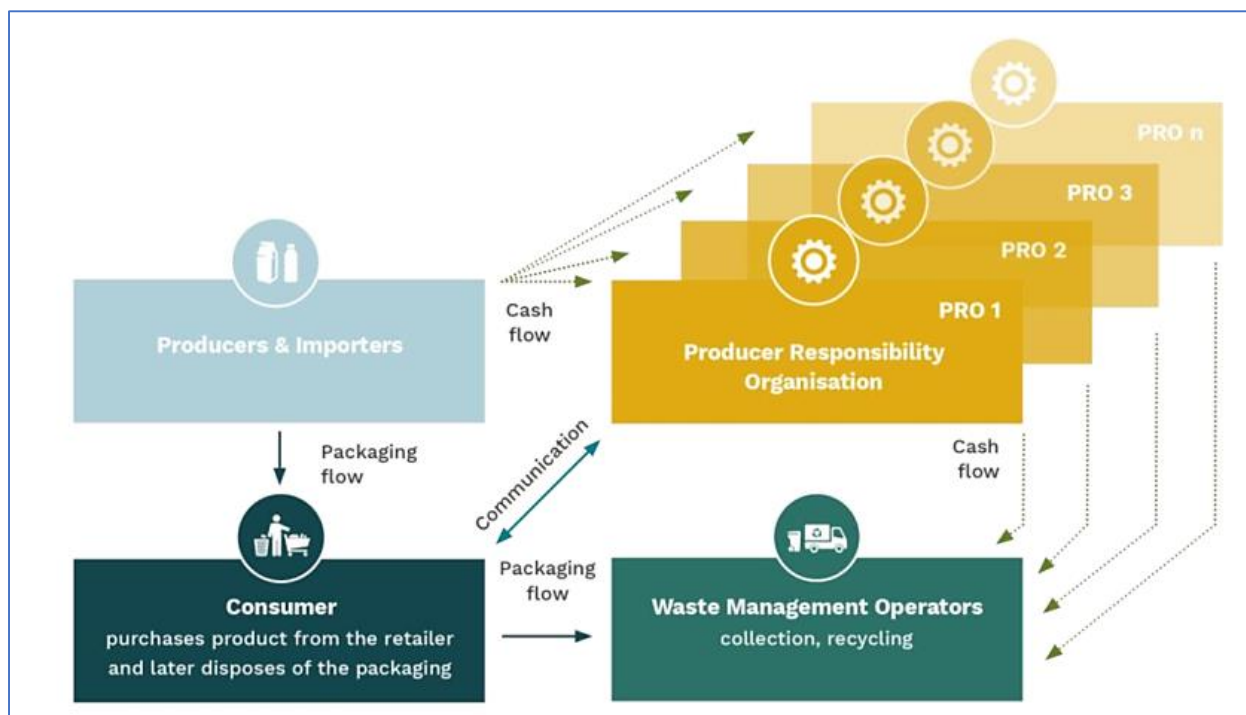 PRO n
PRO 3
PRO 2
PRO 1
Producers & Importers
Cash
flow
Producer Responsibility
Organisation
Packaging
flow
Communication
Cash
flow
Consumer
purchases product from the retailer
and later disposes of the packaging
Packaging
flow
Waste Management Operators
collection, recycling